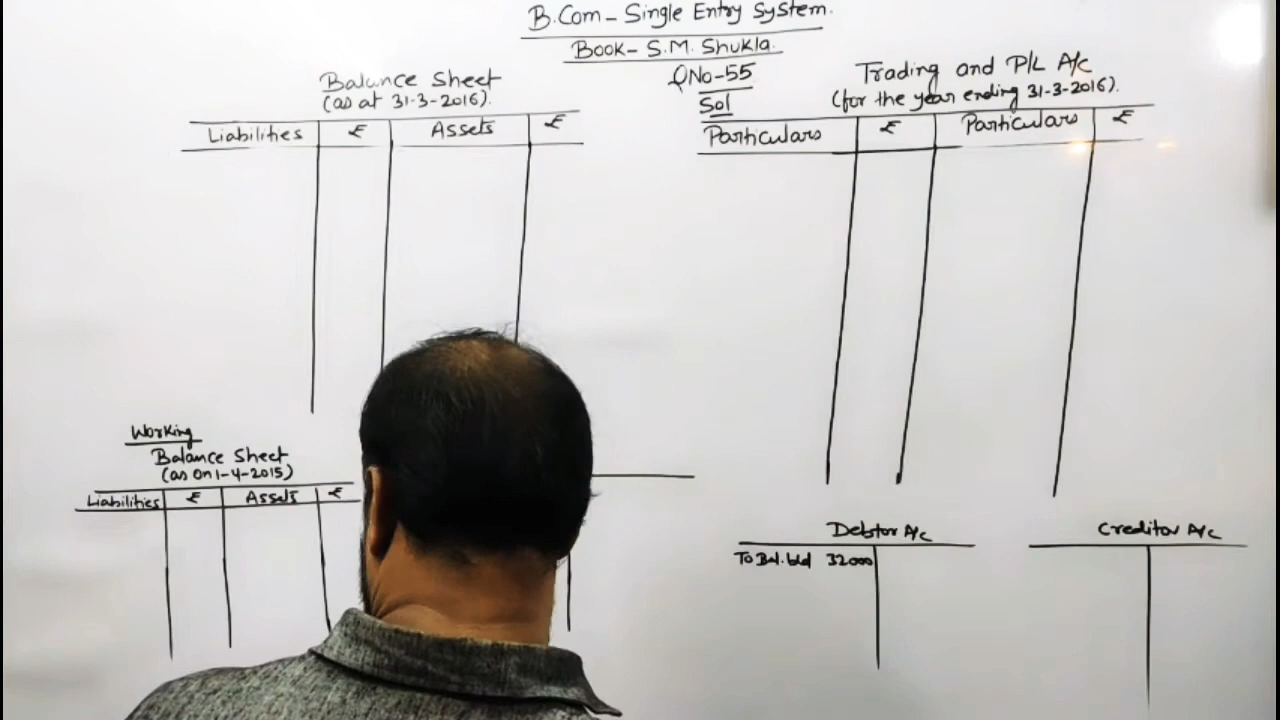 B.Com - Single Entry System.
Book - S.M. Shukla.
QNo-55
Sol
Balance Sheet
(as at 31-3-2016).
Liabilities ₹ Assets ₹
Trading and P/L A/c
(for the year ending 31-3-2016).
Particulars ₹ Particulars ₹
Working
Balance Sheet
(as on 1-4-2015)
Liabilities ₹ Assets ₹
Debtor A/c
To Bal. b/d 32000
Creditor A/c